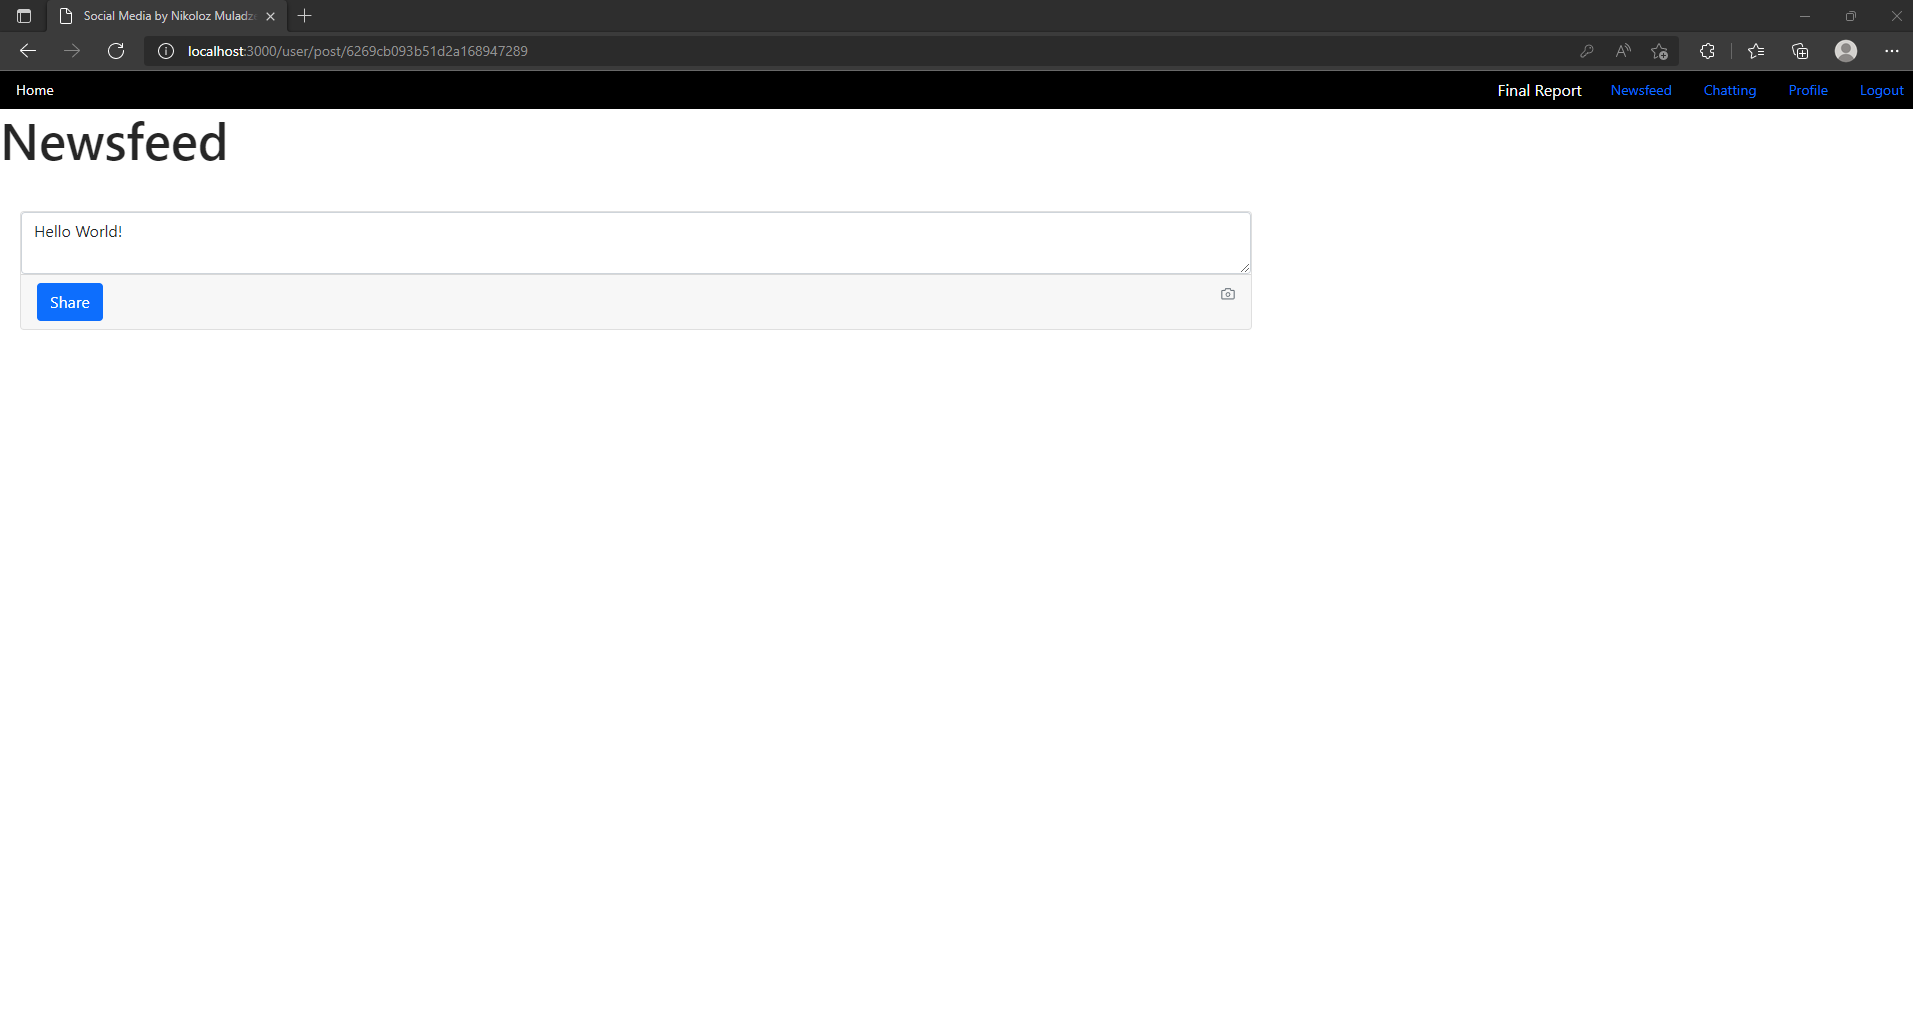 Social Media by Nikoloz Muladz
localhost:3000/user/post/6269cb093b51d2a168947289
Home Final Report Newsfeed Chatting Profile Logout
Newsfeed
Hello World!
Share